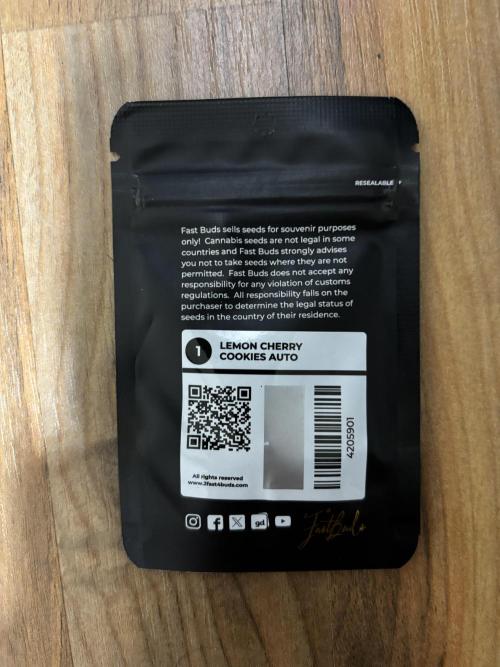 RESEALABLE
Fast Buds sells seeds for souvenir purposes
only! Cannabis seeds are not legal in some
countries and Fast Buds strongly advises
you not to take seeds where they are not
permitted. Fast Buds does not accept any
responsibility for any violation of customs
regulations. All responsibility falls on the
purchaser to determine the legal status of
seeds in the country of their residence.
1
LEMON CHERRY
COOKIES AUTO
4205901
All rights reserved
www.2fast4buds.com
gd
FastBuds